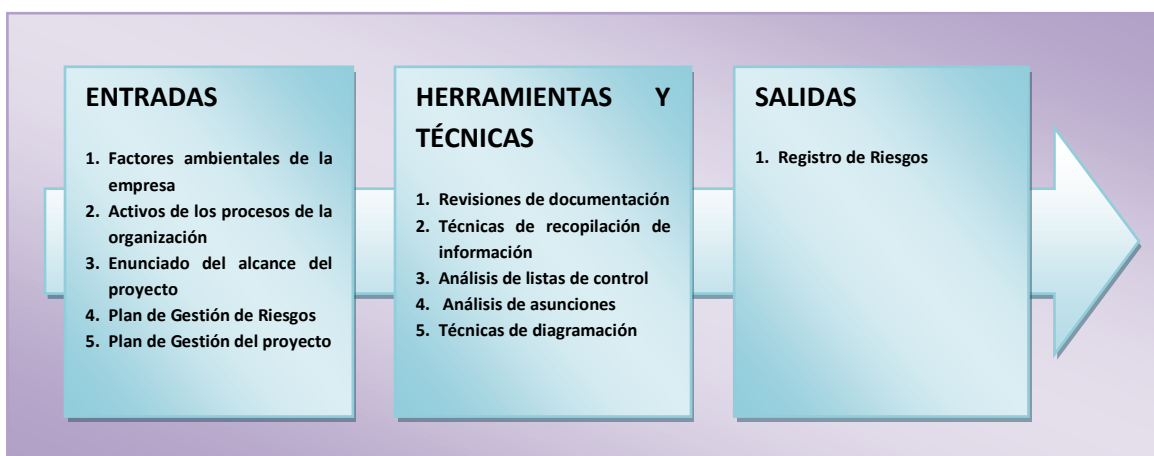 ENTRADAS
1. Factores ambientales de la
empresa
2. Activos de los procesos de la
organización
3. Enunciado del alcance del
proyecto
4. Plan de Gestión de Riesgos
5. Plan de Gestión del proyecto
HERRAMIENTAS Y
TÉCNICAS
1. Revisiones de documentación
2. Técnicas de recopilación de
información
3. Análisis de listas de control
4. Análisis de asunciones
5. Técnicas de diagramación
SALIDAS
1. Registro de Riesgos